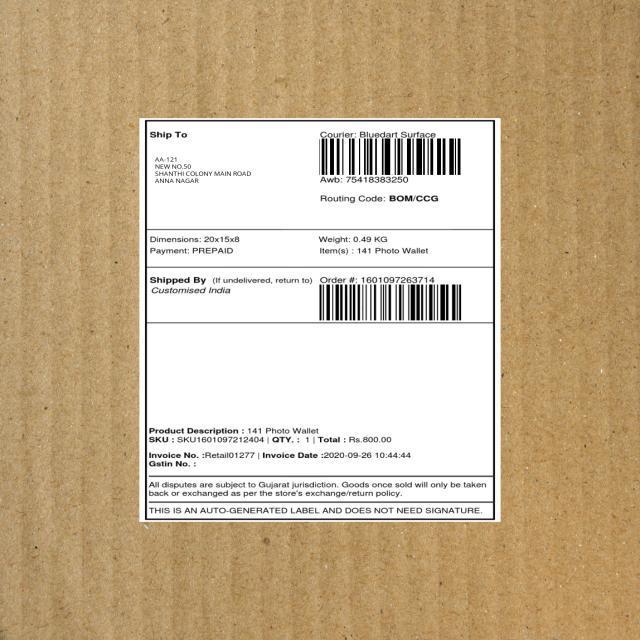 Ship To
AA-121
NEW NO.50
SHANTHI COLONY MAIN ROAD
ANNA NAGAR
Courier: Bluedart Surface
Awb: 75418383250
Routing Code: BOM/CCG
Dimensions: 20x15x8
Payment: PREPAID
Weight: 0.49 KG
Item(s) : 141 Photo Wallet
Shipped By (If undelivered, return to)
Customised India
Order #: 1601097263714
Product Description : 141 Photo Wallet
SKU : SKU1601097212404 | QTY. : 1 | Total : Rs.800.00
Invoice No. :Retail01277 | Invoice Date :2020-09-26 10:44:44
Gstin No. :
All disputes are subject to Gujarat jurisdiction. Goods once sold will only be taken
back or exchanged as per the store's exchange/return policy.
THIS IS AN AUTO-GENERATED LABEL AND DOES NOT NEED SIGNATURE.